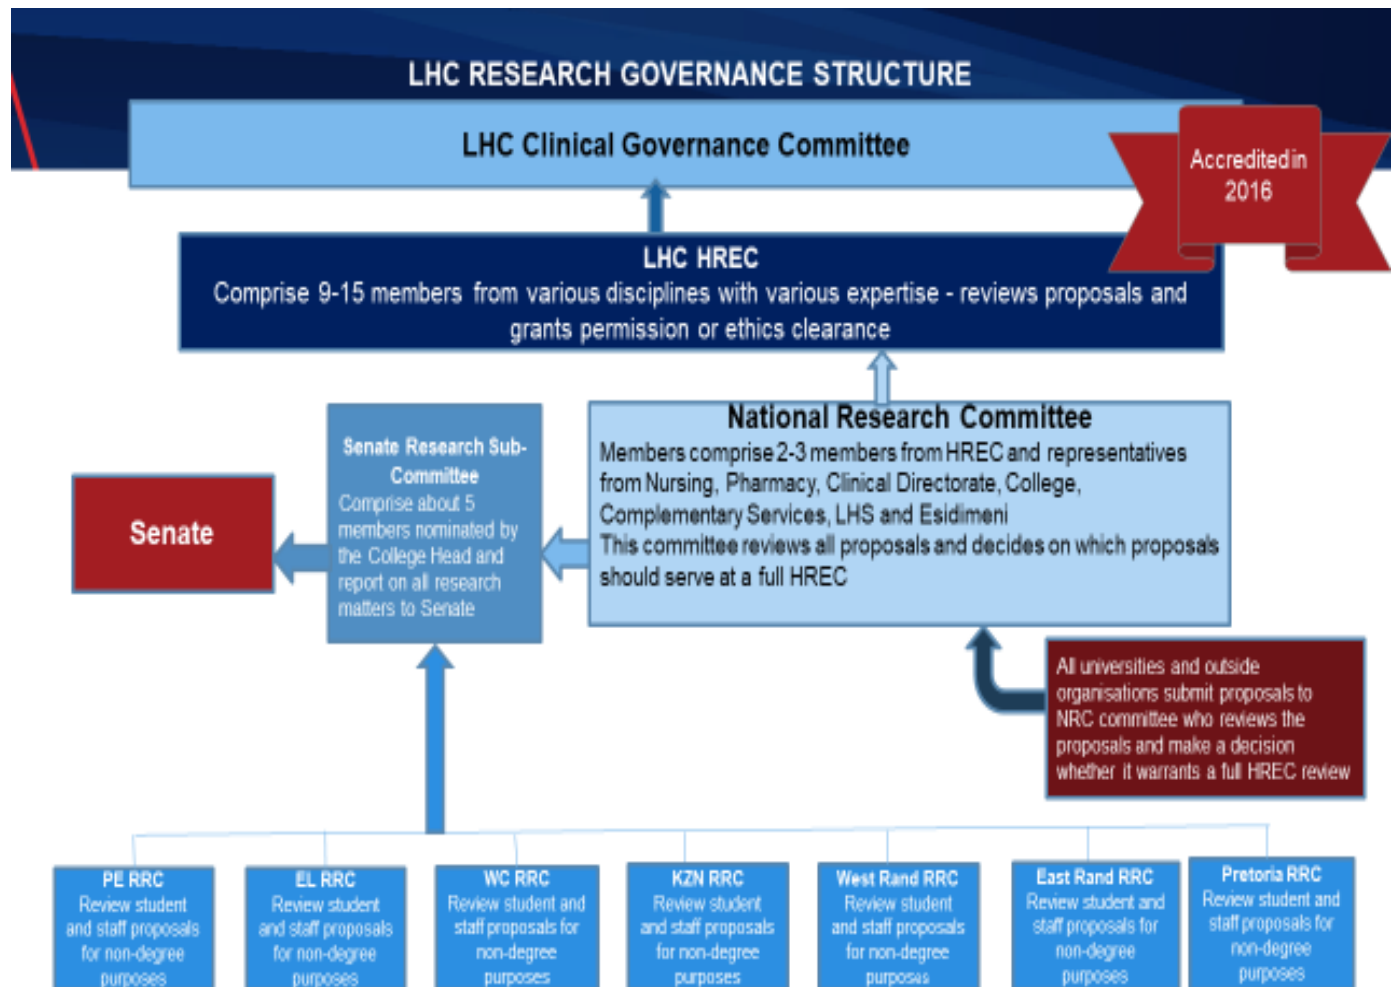 LHC RESEARCH GOVERNANCE STRUCTURE
LHC Clinical Governance Committee
Accredited in
2016
LHC HREC
Comprise 9-15 members from various disciplines with various expertise - reviews proposals and
grants permission or ethics clearance
National Research Committee
Members comprise 2-3 members from HREC and representatives
from Nursing, Pharmacy, Clinical Directorate, College,
Complementary Services, LHS and Esidimeni
This committee reviews all proposals and decides on which proposals
should serve at a full HREC
Senate Research Sub-
Committee
Comprise about 5
members nominated by
the College Head and
report on all research
matters to Senate
Senate
All universities and outside
organisations submit proposals to
NRC committee who reviews the
proposals and make a decision
whether it warrants a full HREC review
PE RRC
Review student
and staff proposals
for non-degree
purposes
EL RRC
Review student
and staff proposals
for non-degree
purposes
WC RRC
Review student and
staff proposals for
non-degree
purposes
KZN RRC
Review student
and staff proposals
for non-degree
purposes
West Rand RRC
Review student
and staff proposals
for non-degree
purposes
East Rand RRC
Review student and
staff proposals for
non-degree
purposes
Pretoria RRC
Review student and
staff proposals for
non-degree
purposes